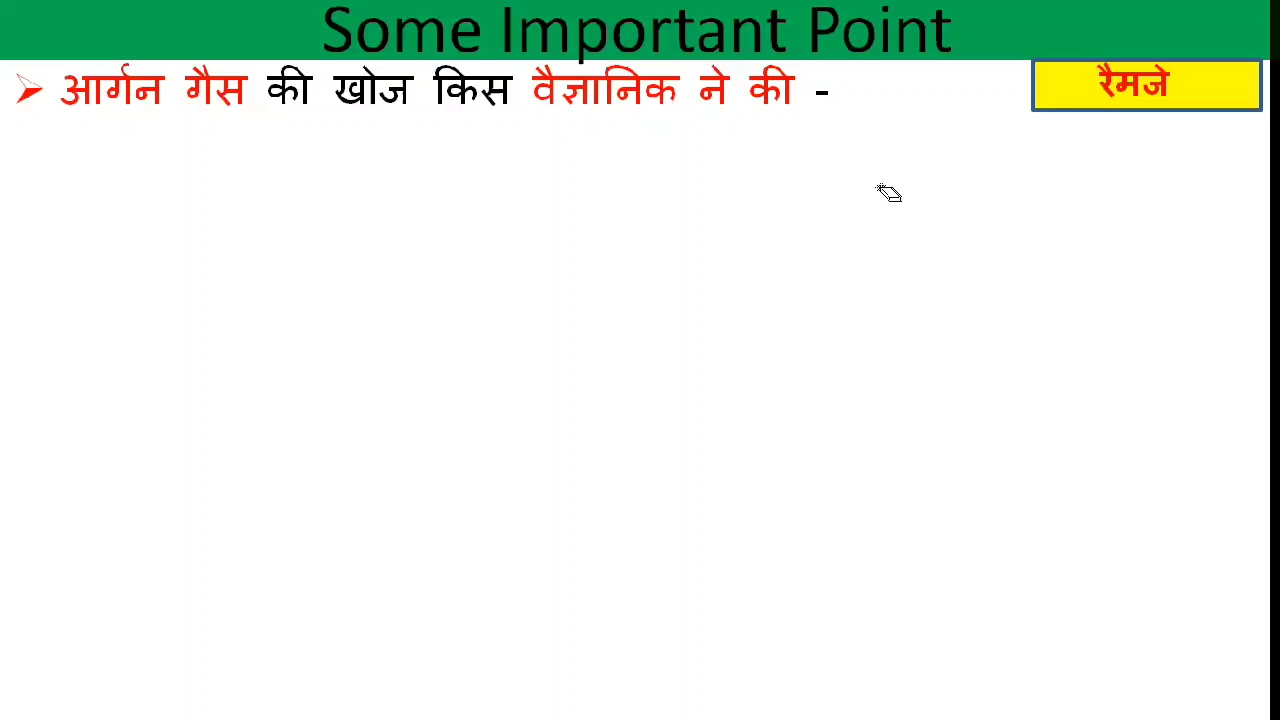 Some Important Point
➢ आर्गन गैस की खोज किस वैज्ञानिक ने की - रैमजे